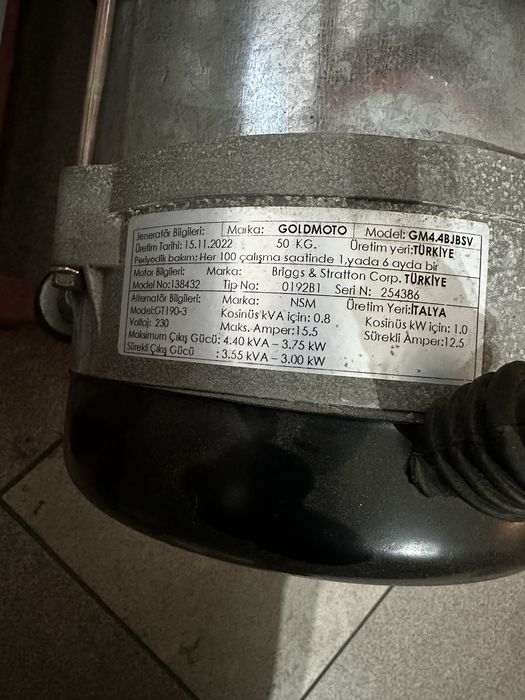 Jeneratör Bilgileri: Marka: GOLDMOTO Model: GM4.4BJBSV
Üretim Tarihi: 15.11.2022 50 KG. Üretim yeri:TÜRKİYE
Periyodik bakım: Her 100 çalışma saatinde 1,yada 6 ayda bir
Motor Bilgileri: Marka: Briggs & Stratton Corp. TÜRKİYE
Model No:138432 Tip No: 0192B1 Seri N: 254386
Alternatör Bilgileri: Marka: NSM Üretim Yeri:İTALYA
Model:GT190-3 Kosinüs kVA için: 0.8 Kosinüs kW için: 1.0
Voltaj: 230 Maks. Amper:15.5 Sürekli Amper:12.5
Maksimum Çıkış Gücü: 4:40 kVA – 3.75 kW
Sürekli Çıkış Gücü : 3.55 kVA – 3.00 kW